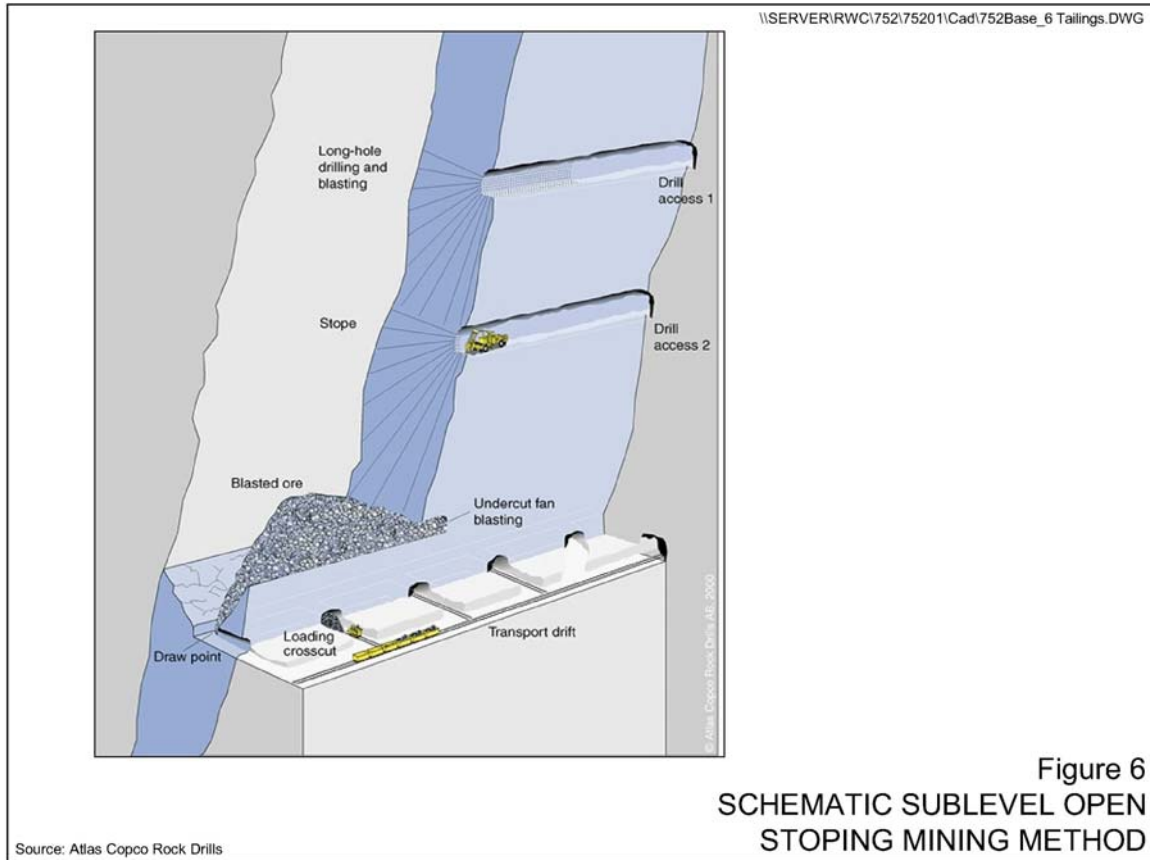 \\SERVER\RWC\752\75201\Cad\752Base_6 Tailings.DWG
Long-hole
drilling and
blasting
Drill
access 1
Stope
Drill
access 2
Blasted ore
Undercut fan
blasting
Transport drift
Loading
crosscut
Draw point
© Atlas Copco Rock Drills AB, 2000
Figure 6
SCHEMATIC SUBLEVEL OPEN
STOPING MINING METHOD
Source: Atlas Copco Rock Drills